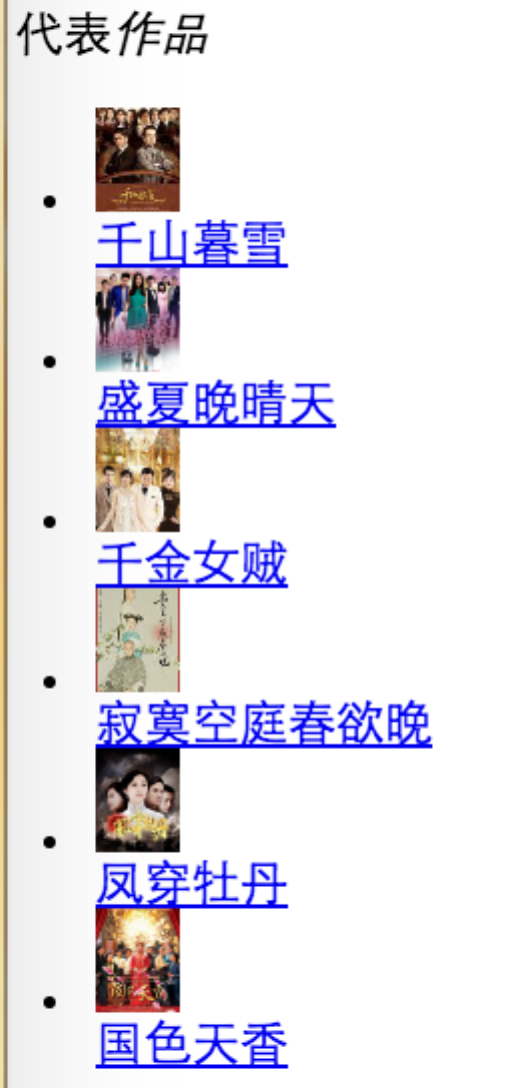 代表作品
千山暮雪
盛夏晚晴天
千金女贼
寂寞空庭春欲晚
凤穿牡丹
国色天香